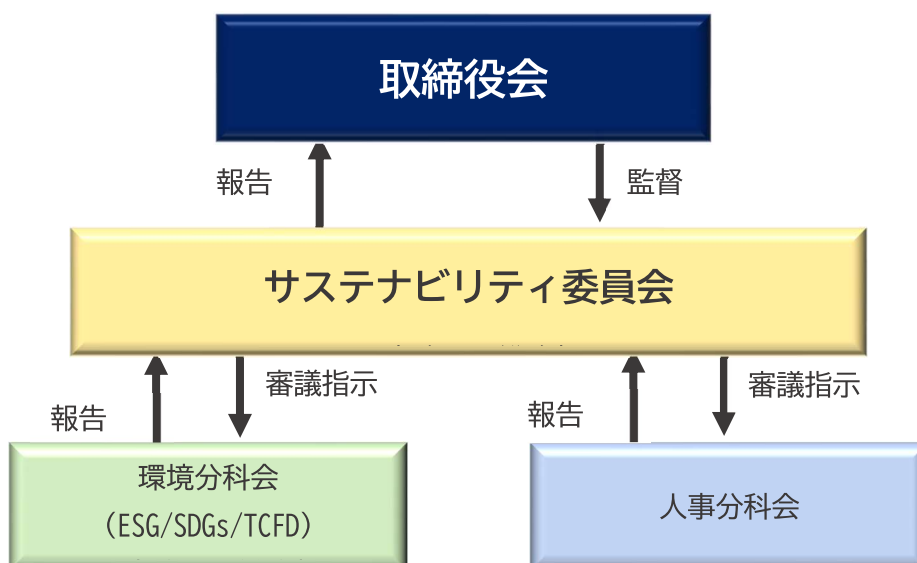 取締役会
報告
監督
サステナビリティ委員会
報告
審議指示
報告
審議指示
環境分科会
(ESG/SDGs/TCFD)
人事分科会